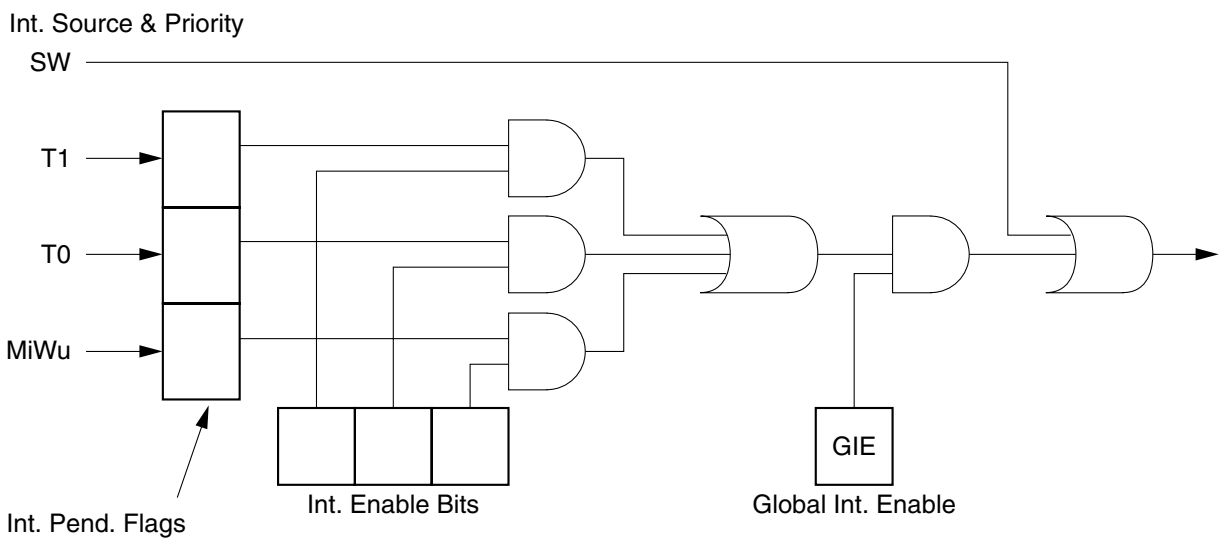 Int. Source & Priority
SW
T1
T0
MiWu
GIE
Int. Enable Bits
Global Int. Enable
Int. Pend. Flags